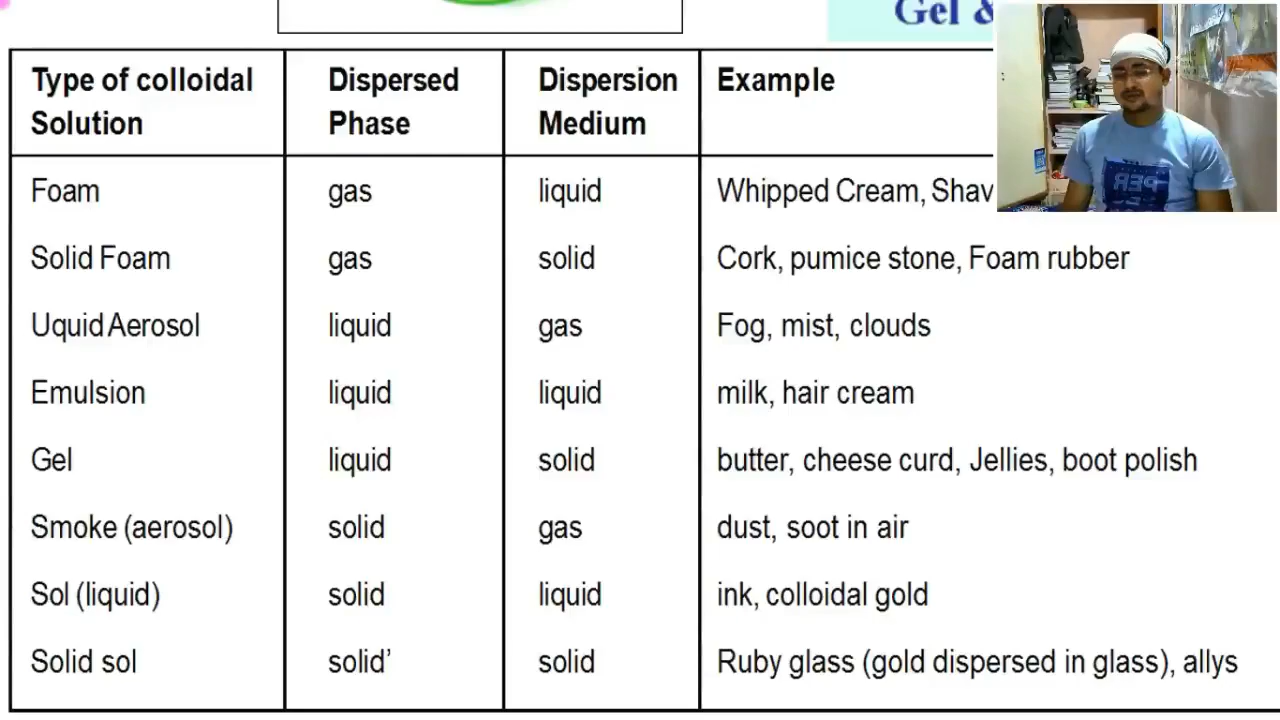 Gel &
Type of colloidal Solution Dispersed Phase Dispersion Medium Example
Foam gas liquid Whipped Cream, Shav
Solid Foam gas solid Cork, pumice stone, Foam rubber
Uquid Aerosol liquid gas Fog, mist, clouds
Emulsion liquid liquid milk, hair cream
Gel liquid solid butter, cheese curd, Jellies, boot polish
Smoke (aerosol) solid gas dust, soot in air
Sol (liquid) solid liquid ink, colloidal gold
Solid sol solid’ solid Ruby glass (gold dispersed in glass), allys